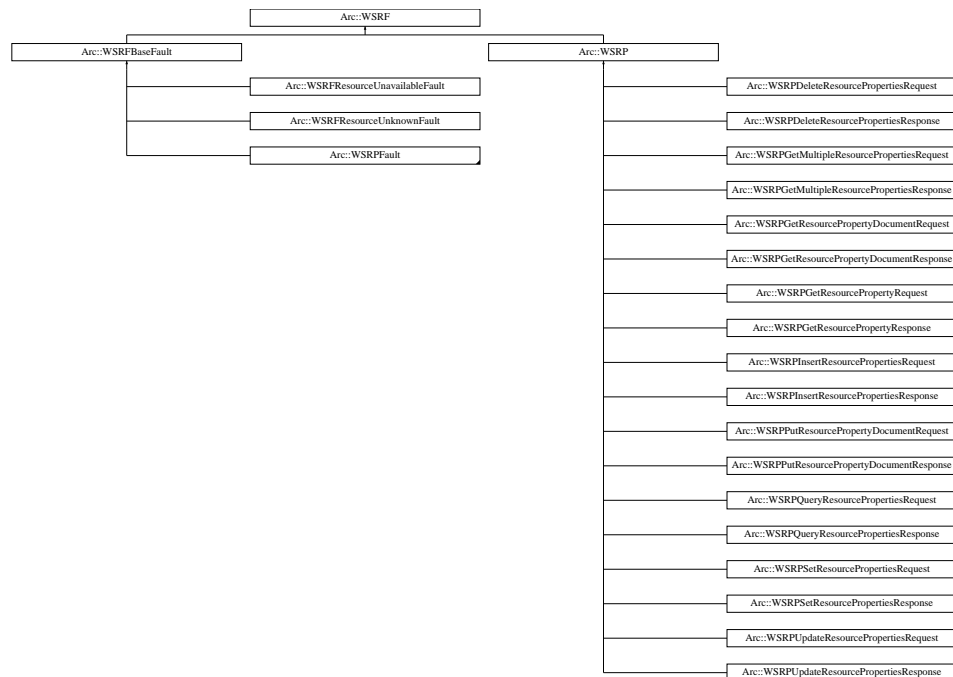 Arc::WSRF
Arc::WSRFBaseFault
Arc::WSRP
Arc::WSRFResourceUnavailableFault
Arc::WSRFResourceUnknownFault
Arc::WSRPFault
Arc::WSRPDeleteResourcePropertiesRequest
Arc::WSRPDeleteResourcePropertiesResponse
Arc::WSRPGetMultipleResourcePropertiesRequest
Arc::WSRPGetMultipleResourcePropertiesResponse
Arc::WSRPGetResourcePropertyDocumentRequest
Arc::WSRPGetResourcePropertyDocumentResponse
Arc::WSRPGetResourcePropertyRequest
Arc::WSRPGetResourcePropertyResponse
Arc::WSRPInsertResourcePropertiesRequest
Arc::WSRPInsertResourcePropertiesResponse
Arc::WSRPPutResourcePropertyDocumentRequest
Arc::WSRPPutResourcePropertyDocumentResponse
Arc::WSRPQueryResourcePropertiesRequest
Arc::WSRPQueryResourcePropertiesResponse
Arc::WSRPSetResourcePropertiesRequest
Arc::WSRPSetResourcePropertiesResponse
Arc::WSRPUpdateResourcePropertiesRequest
Arc::WSRPUpdateResourcePropertiesResponse